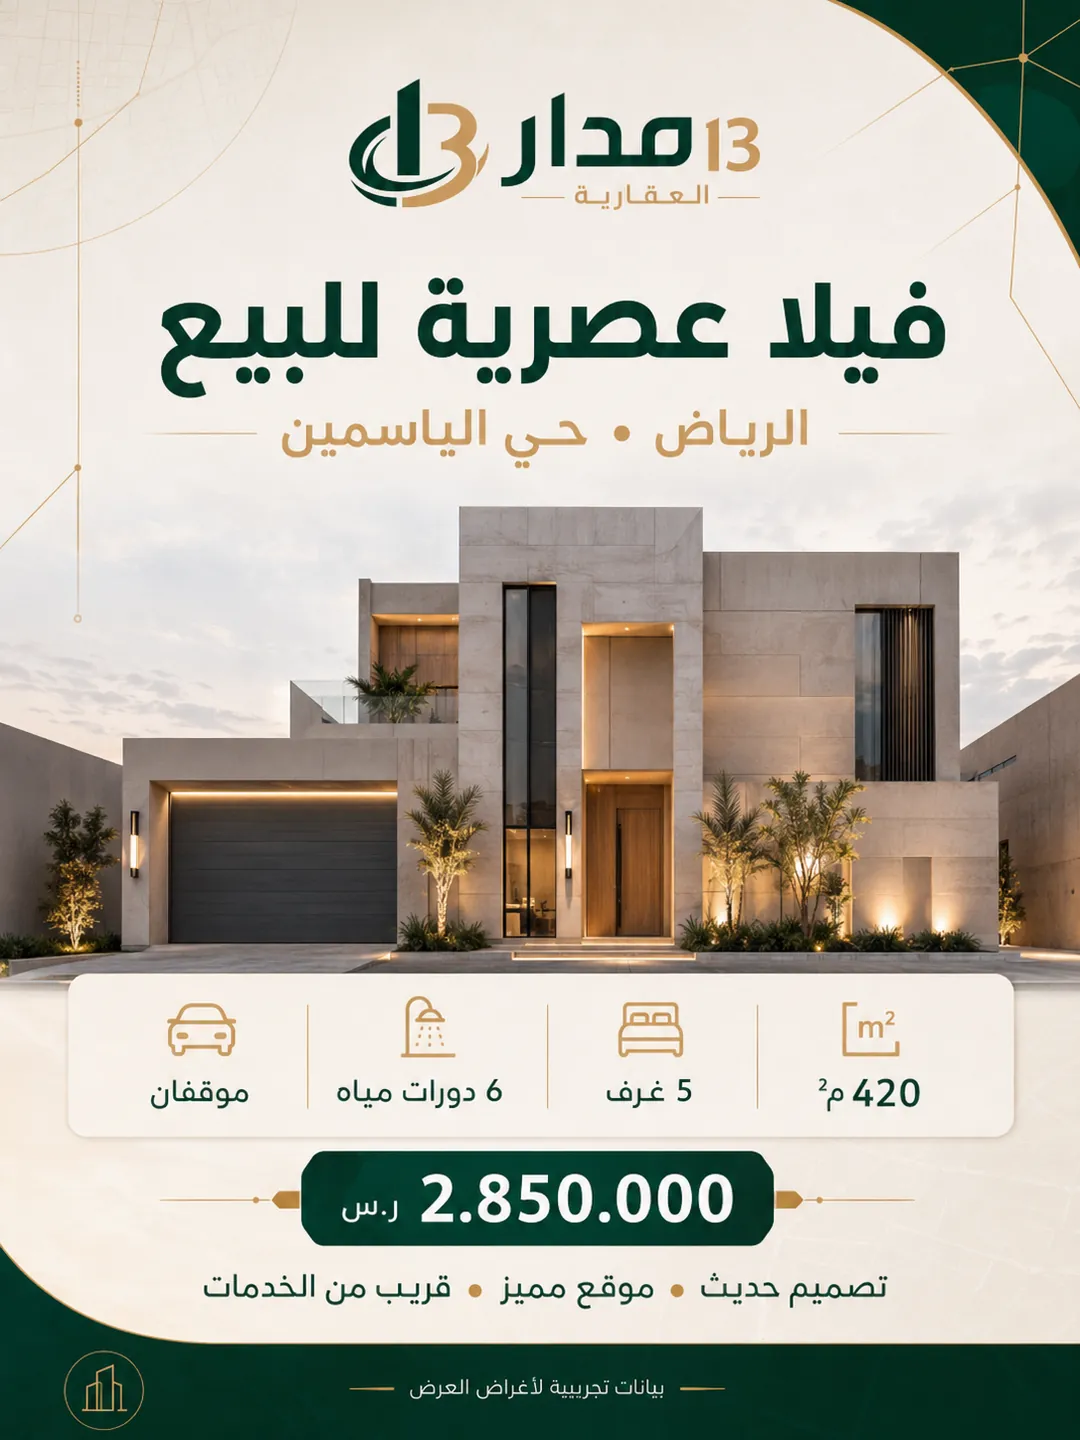 مدار 13
العقارية
فيلا عصرية للبيع
الرياض • حي الياسمين
m²
420 م²
5 غرف
6 دورات مياه
موقفان
2.850.000 ر.س
تصميم حديث • موقع مميز • قريب من الخدمات
بيانات تجريبية لأغراض العرض